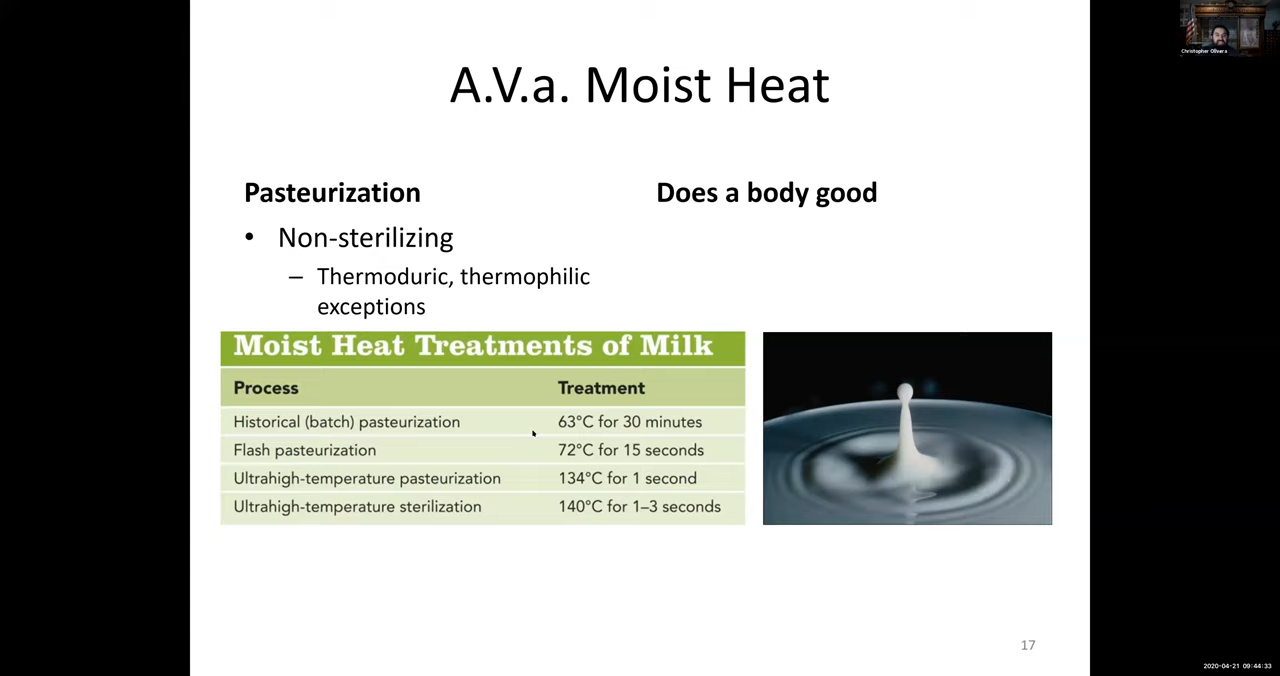 A.V.a. Moist Heat
Pasteurization
• Non-sterilizing
– Thermoduric, thermophilic
exceptions
Does a body good
Moist Heat Treatments of Milk
Process Treatment
Historical (batch) pasteurization 63°C for 30 minutes
Flash pasteurization 72°C for 15 seconds
Ultrahigh-temperature pasteurization 134°C for 1 second
Ultrahigh-temperature sterilization 140°C for 1–3 seconds
17
Christopher Olivera
2020-04-21 09:44:33